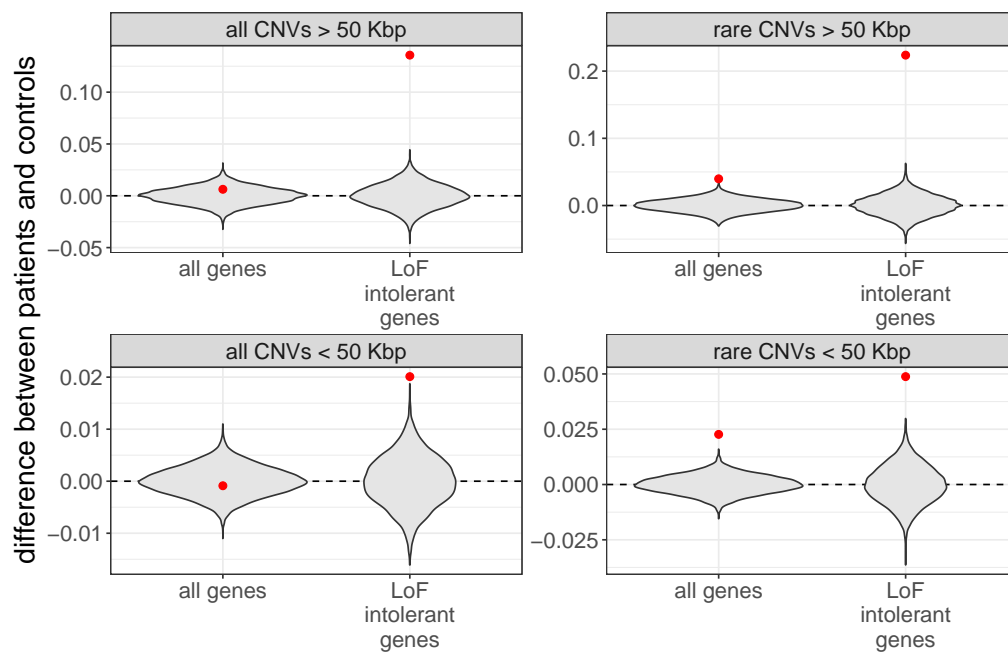 difference between patients and controls
all CNVs > 50 Kbp
0.10
0.05
0.00
−0.05
all genes
LoF
intolerant
genes
rare CNVs > 50 Kbp
0.2
0.1
0.0
all genes
LoF
intolerant
genes
all CNVs < 50 Kbp
0.02
0.01
0.00
−0.01
all genes
LoF
intolerant
genes
rare CNVs < 50 Kbp
0.050
0.025
0.000
−0.025
all genes
LoF
intolerant
genes